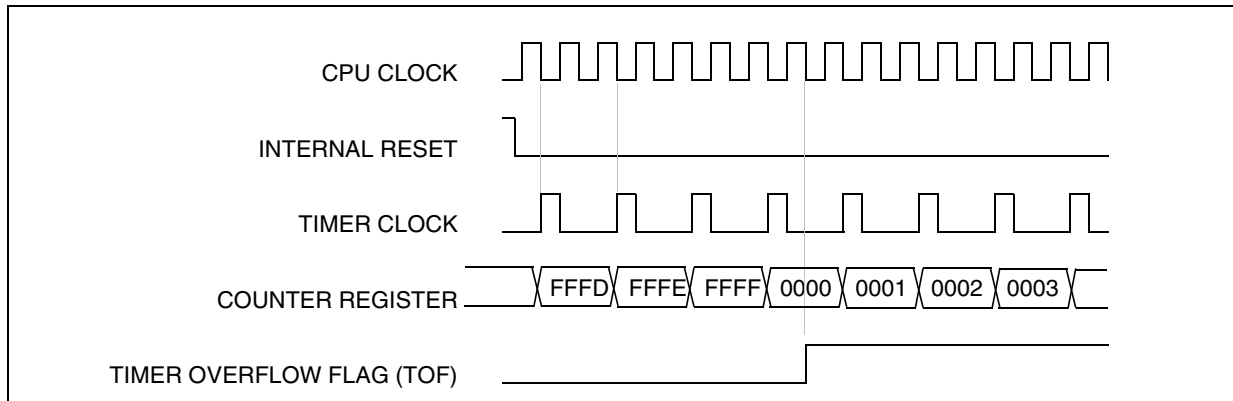 CPU CLOCK
INTERNAL RESET
TIMER CLOCK
COUNTER REGISTER FFFD FFFE FFFF 0000 0001 0002 0003
TIMER OVERFLOW FLAG (TOF)